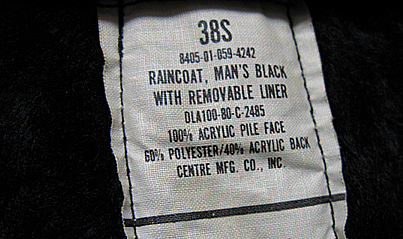 38S
8405-01-059-4242
RAINCOAT, MAN'S BLACK
WITH REMOVABLE LINER
DLA100-80-C-2485
100% ACRYLIC PILE FACE
60% POLYESTER/40% ACRYLIC BACK
CENTRE MFG. CO., INC.